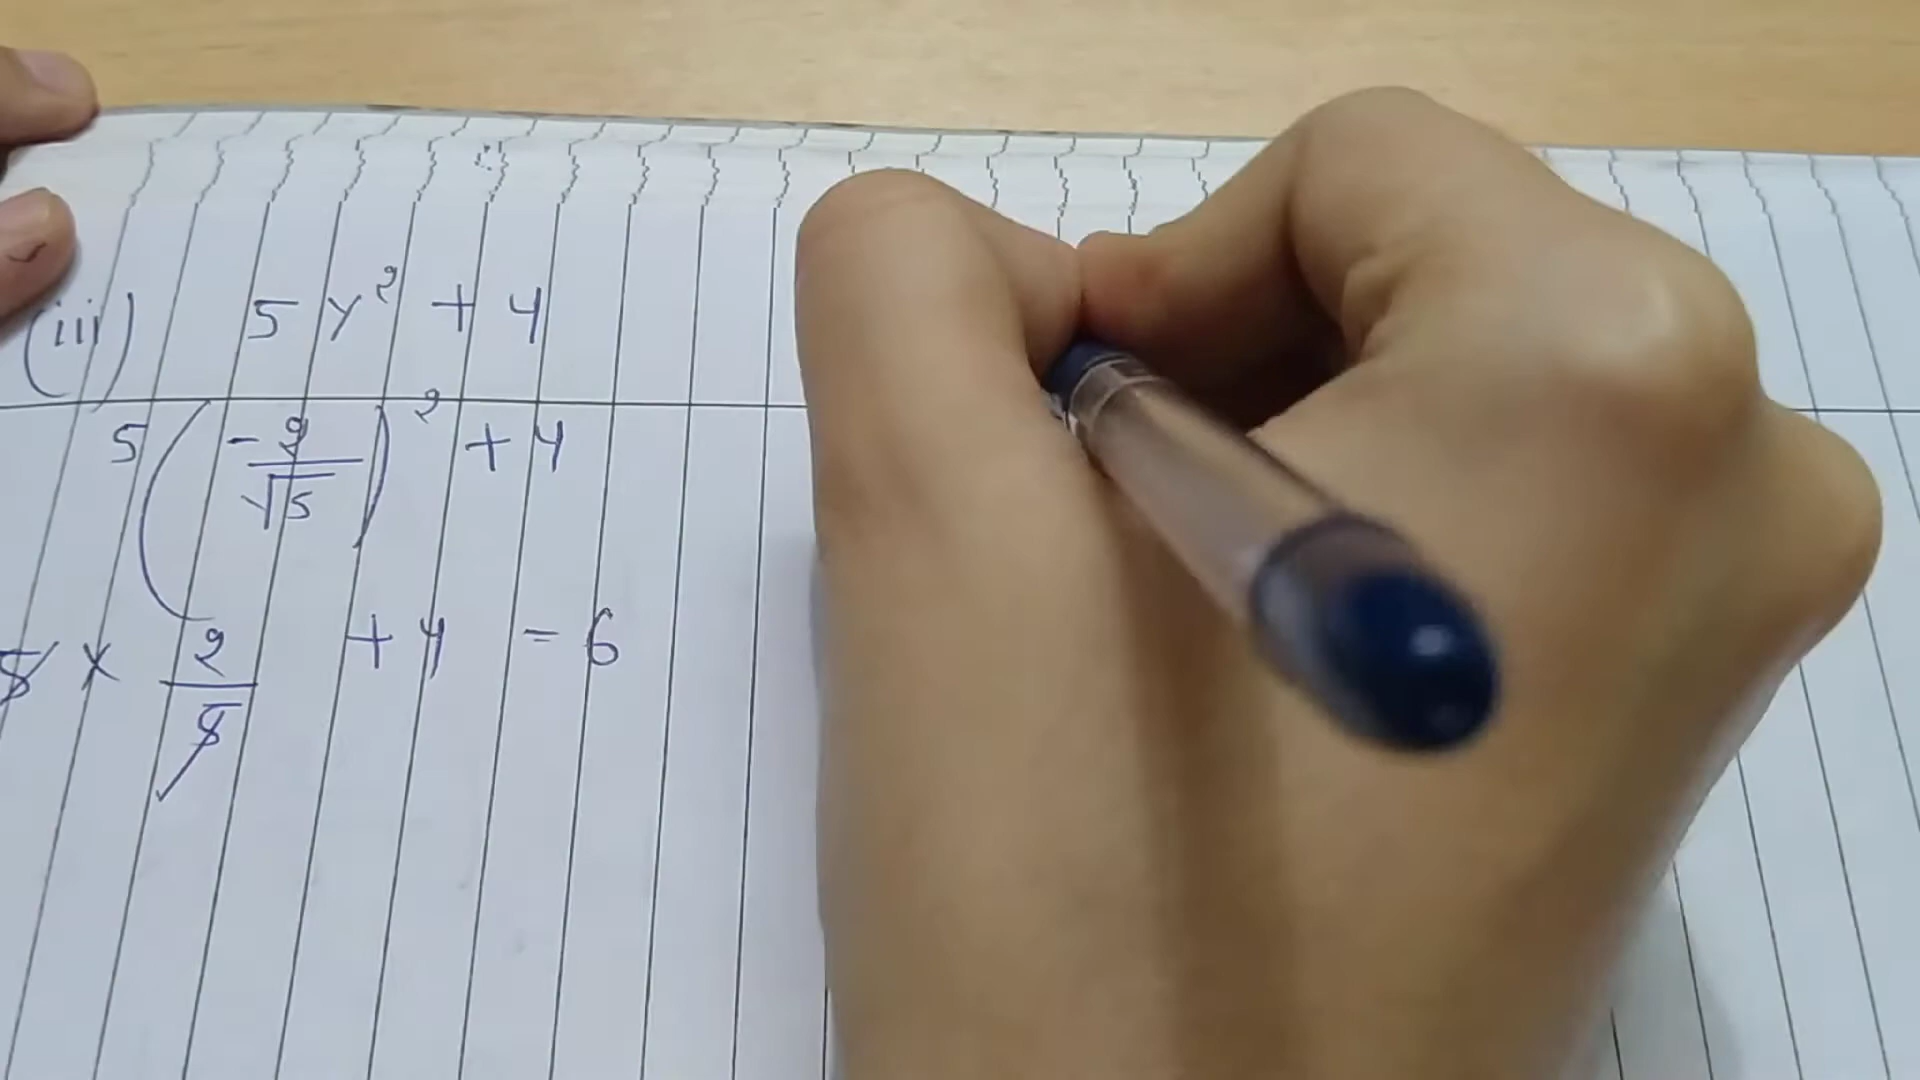 (iii) 5y² + 4
5(-2/√5)² + 4
5 × 2/5 + 4 = 6